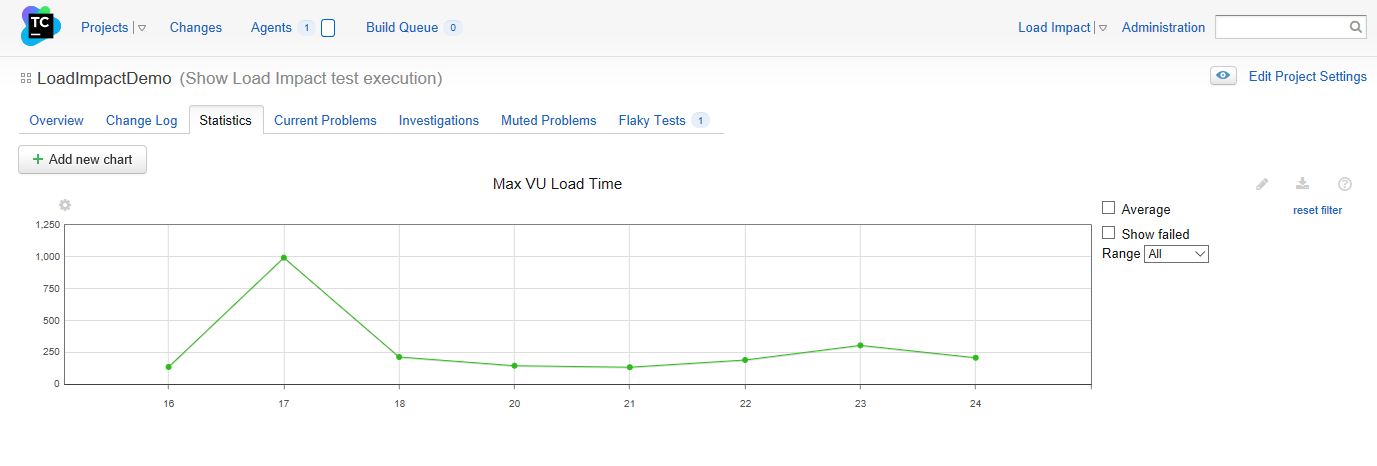 TC
Projects Changes Agents 1 Build Queue 0 Load Impact Administration
LoadImpactDemo (Show Load Impact test execution) Edit Project Settings
Overview Change Log Statistics Current Problems Investigations Muted Problems Flaky Tests 1
+ Add new chart
Max VU Load Time
Average reset filter
Show failed
Range All
1,250
1,000
750
500
250
0
16 17 18 20 21 22 23 24